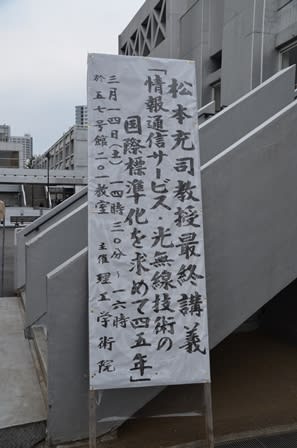 松本充司教授最終講義
「情報通信サービス・光無線技術の
国際標準化を求めて四五年」
三月一四日(土)一四時三〇分~一六時
於五七号館二〇一教室 主催理工学術院